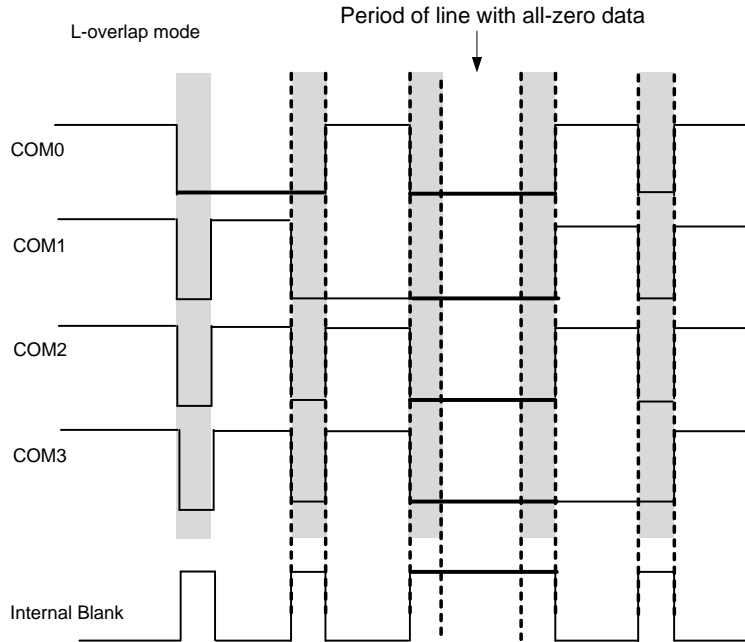 Period of line with all-zero data
L-overlap mode
COM0
COM1
COM2
COM3
Internal Blank